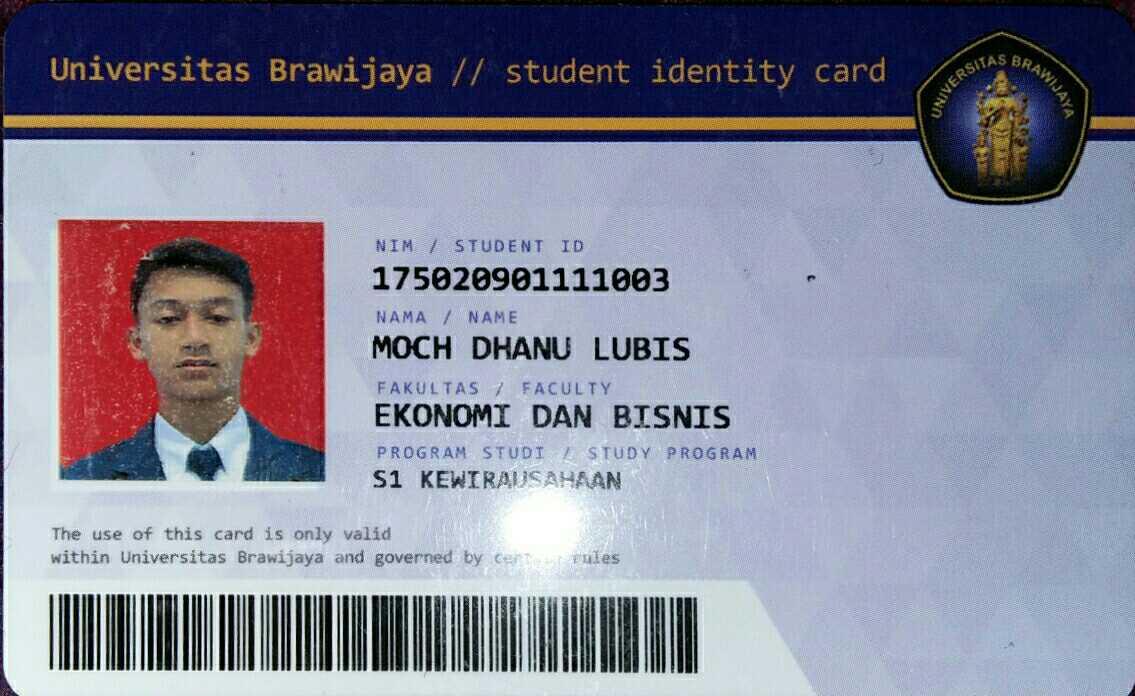 Universitas Brawijaya // student identity card
UNIVERSITAS BRAWIJAYA
NIM / STUDENT ID
175020901111003
NAMA / NAME
MOCH DHANU LUBIS
FAKULTAS / FACULTY
EKONOMI DAN BISNIS
PROGRAM STUDI / STUDY PROGRAM
S1 KEWIRAUSAHAAN
The use of this card is only valid
within Universitas Brawijaya and governed by rules